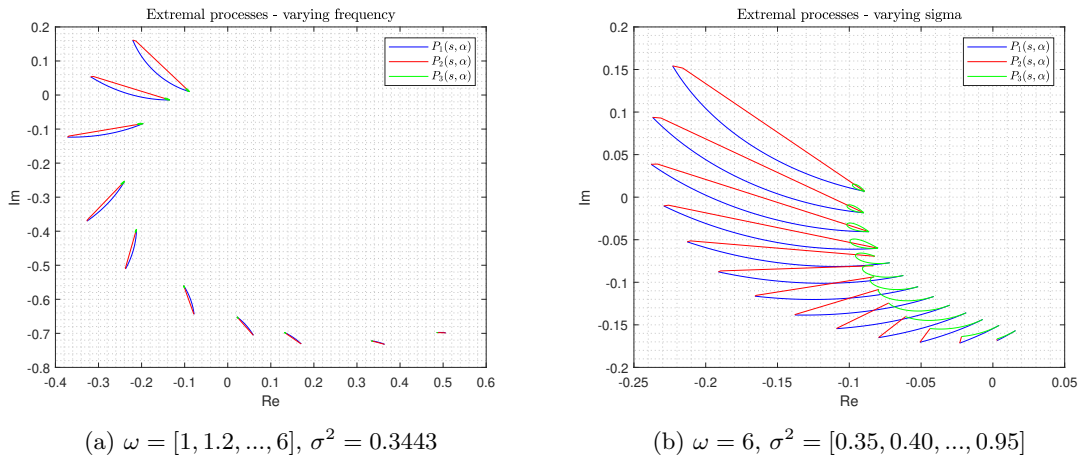 Extremal processes - varying frequency
0.2
0.1
0
-0.1
-0.2
-0.3
-0.4
-0.5
-0.6
-0.7
-0.8
Im
-0.4 -0.3 -0.2 -0.1 0 0.1 0.2 0.3 0.4 0.5 0.6
Re
P₁(s, α)
P₂(s, α)
P₃(s, α)
(a) ω = [1, 1.2, ..., 6], σ² = 0.3443
Extremal processes - varying sigma
0.2
0.15
0.1
0.05
0
-0.05
-0.1
-0.15
-0.2
Im
-0.25 -0.2 -0.15 -0.1 -0.05 0 0.05
Re
P₁(s, α)
P₂(s, α)
P₃(s, α)
(b) ω = 6, σ² = [0.35, 0.40, ..., 0.95]